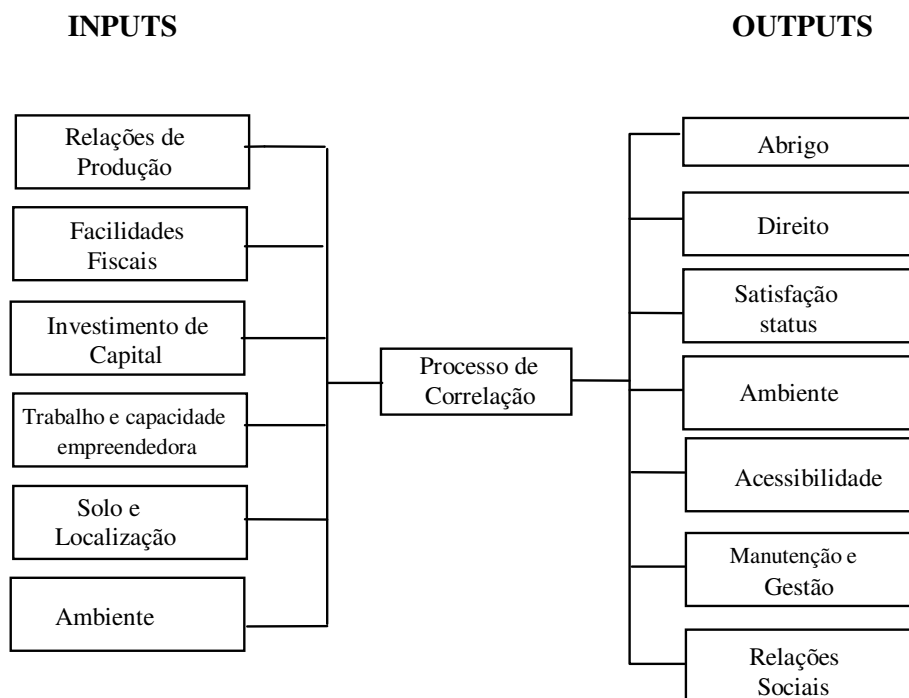 INPUTS
OUTPUTS
Relações de
Produção
Facilidades
Fiscais
Investimento de
Capital
Trabalho e capacidade
empreendedora
Solo e
Localização
Ambiente
Processo de
Correlação
Abrigo
Direito
Satisfação
status
Ambiente
Acessibilidade
Manutenção e
Gestão
Relações
Sociais